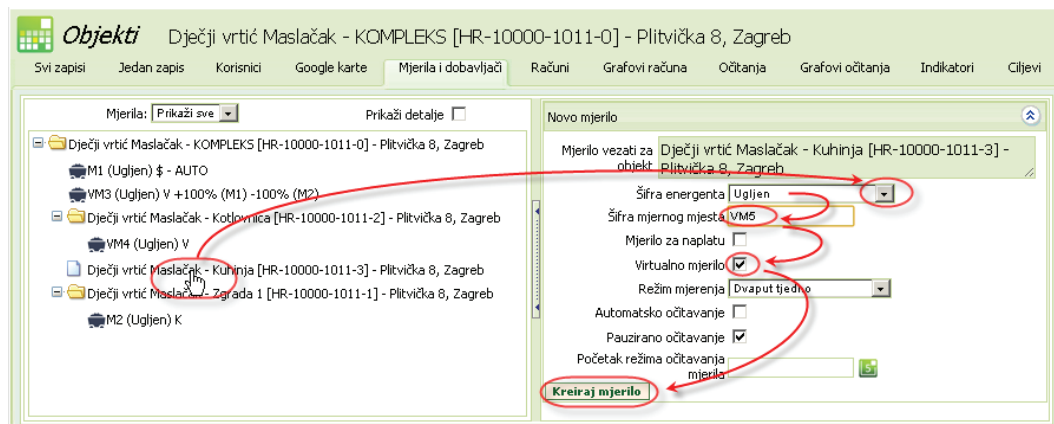 Objekti Dječji vrtić Maslačak - KOMPLEKS [HR-10000-1011-0] - Plitvička 8, Zagreb
Svi zapisi Jedan zapis Korisnici Google karte Mjerila i dobavljači Računi Grafovi računa Očitanja Grafovi očitanja Indikatori Ciljevi
Mjerila: Prikaži sve Prikaži detalje
Dječji vrtić Maslačak - KOMPLEKS [HR-10000-1011-0] - Plitvička 8, Zagreb
M1 (Ugljen) $ - AUTO
VM3 (Ugljen) V +100% (M1) -100% (M2)
Dječji vrtić Maslačak - Kotlovnica [HR-10000-1011-2] - Plitvička 8, Zagreb
VM4 (Ugljen) V
Dječji vrtić Maslačak - Kuhinja [HR-10000-1011-3] - Plitvička 8, Zagreb
Dječji vrtić Maslačak - Zgrada 1 [HR-10000-1011-1] - Plitvička 8, Zagreb
M2 (Ugljen) K
Novo mjerilo
Mjerilo vezati za objekt Dječji vrtić Maslačak - Kuhinja [HR-10000-1011-3] -
Plitvička 8, Zagreb
Šifra energenta Ugljen
Šifra mjernog mjesta VM5
Mjerilo za naplatu
Virtualno mjerilo
Režim mjerenja Dvaput tjedno
Automatsko očitavanje
Pauzirano očitavanje
Početak režima očitavanja
mjerila
Kreiraj mjerilo